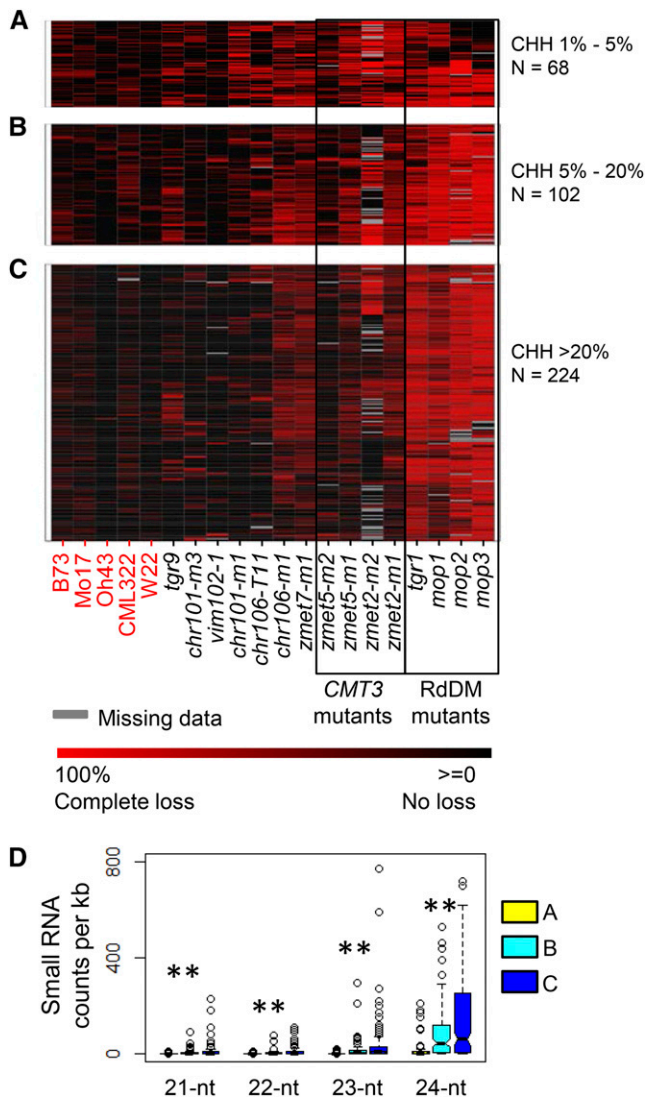 A
CHH 1% - 5%
N = 68
B
CHH 5% - 20%
N = 102
C
CHH >20%
N = 224
B73
Mo17
Oh43
CML322
W22
tgr9
chr101-m3
vim102-1
chr101-m1
chr106-T11
chr106-m1
zmet7-m1
zmet5-m2
zmet5-m1
zmet2-m2
zmet2-m1
tgr1
mop1
mop2
mop3
CMT3
mutants
RdDM
mutants
Missing data
100%
>=0
Complete loss
No loss
D
Small RNA
counts per kb
800
400
0
**
**
**
**
A
B
C
21-nt
22-nt
23-nt
24-nt